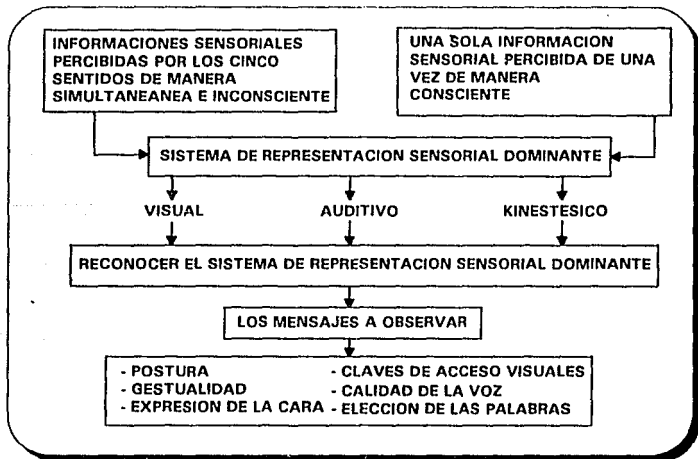 INFORMACIONES SENSORIALES
PERCIBIDAS POR LOS CINCO
SENTIDOS DE MANERA
SIMULTANEANEA E INCONSCIENTE
UNA SOLA INFORMACION
SENSORIAL PERCIBIDA DE UNA
VEZ DE MANERA
CONSCIENTE
SISTEMA DE REPRESENTACION SENSORIAL DOMINANTE
VISUAL AUDITIVO KINESTESICO
RECONOCER EL SISTEMA DE REPRESENTACION SENSORIAL DOMINANTE
LOS MENSAJES A OBSERVAR
- POSTURA - CLAVES DE ACCESO VISUALES
- GESTUALIDAD - CALIDAD DE LA VOZ
- EXPRESION DE LA CARA - ELECCION DE LAS PALABRAS